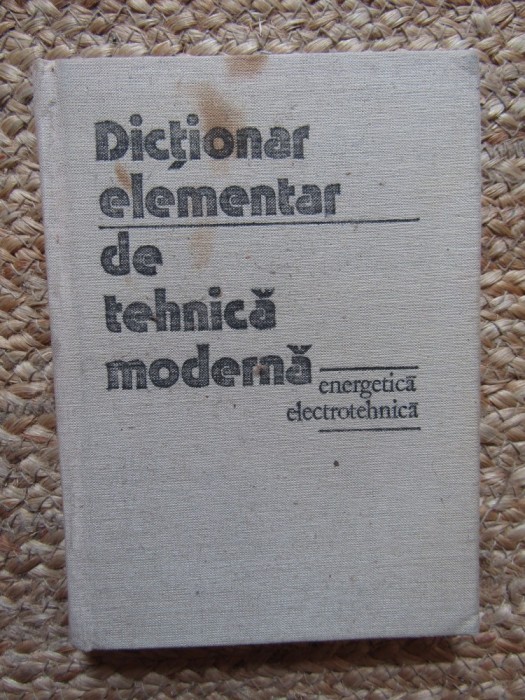 Dicționar
elementar
de
tehnică
modernă
energetică
electrotehnică